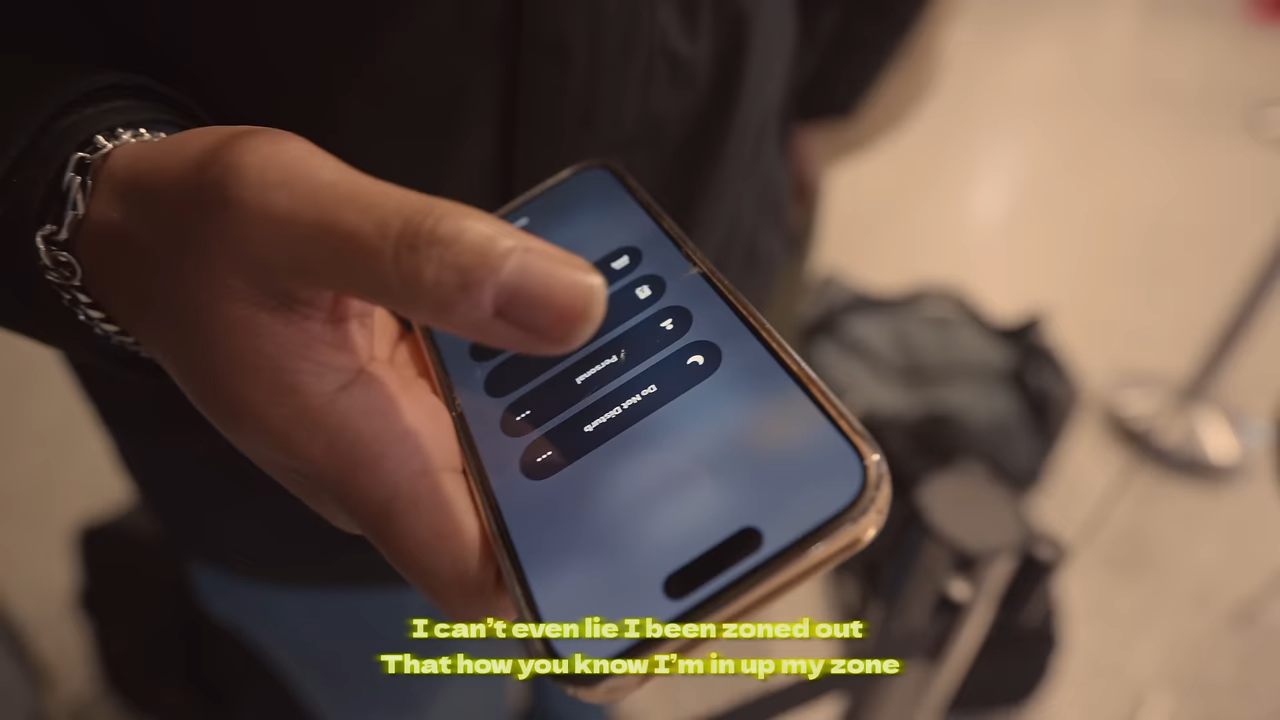 Personal
Do Not Disturb
I can't even lie I been zoned out
That how you know I'm in up my zone